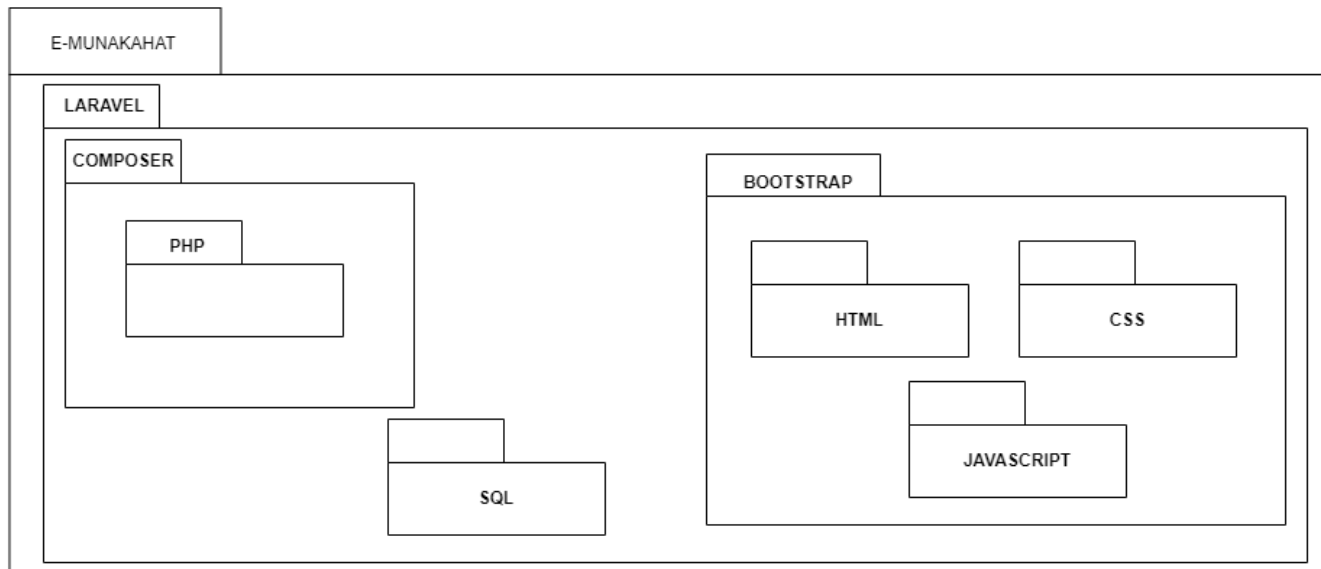 E-MUNAKAHAT
LARAVEL
COMPOSER
BOOTSTRAP
PHP
HTML
CSS
JAVASCRIPT
SQL